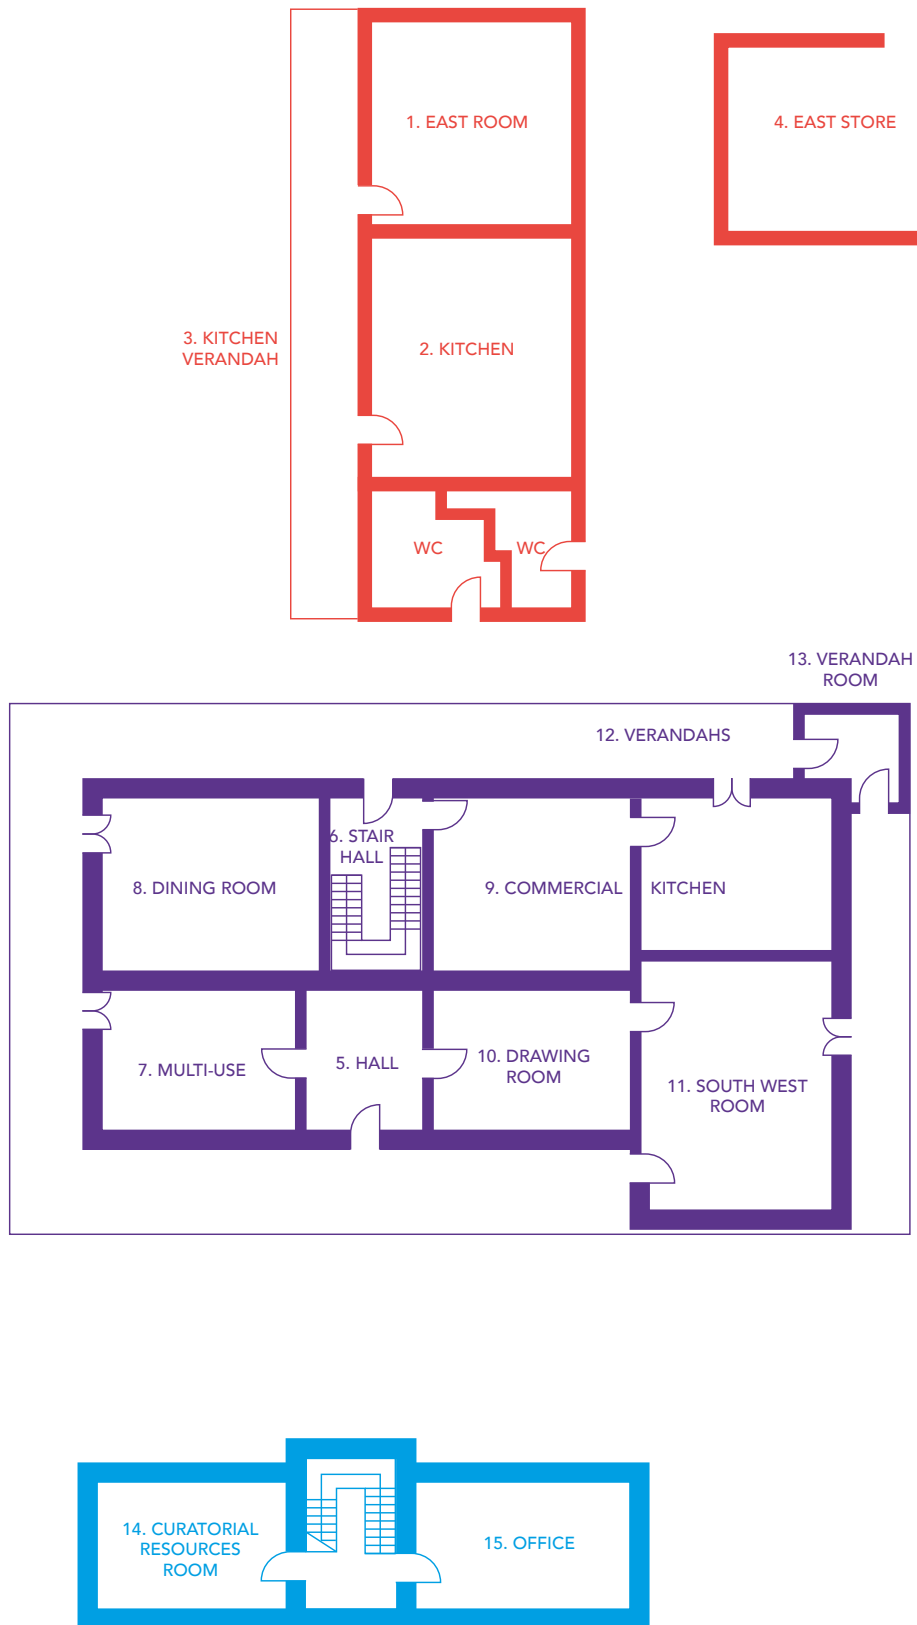 1. EAST ROOM
4. EAST STORE
3. KITCHEN
VERANDAH
2. KITCHEN
WC
WC
13. VERANDAH
ROOM
12. VERANDAHS
6. STAIR
HALL
8. DINING ROOM
9. COMMERCIAL
KITCHEN
7. MULTI-USE
5. HALL
10. DRAWING
ROOM
11. SOUTH WEST
ROOM
14. CURATORIAL
RESOURCES
ROOM
15. OFFICE